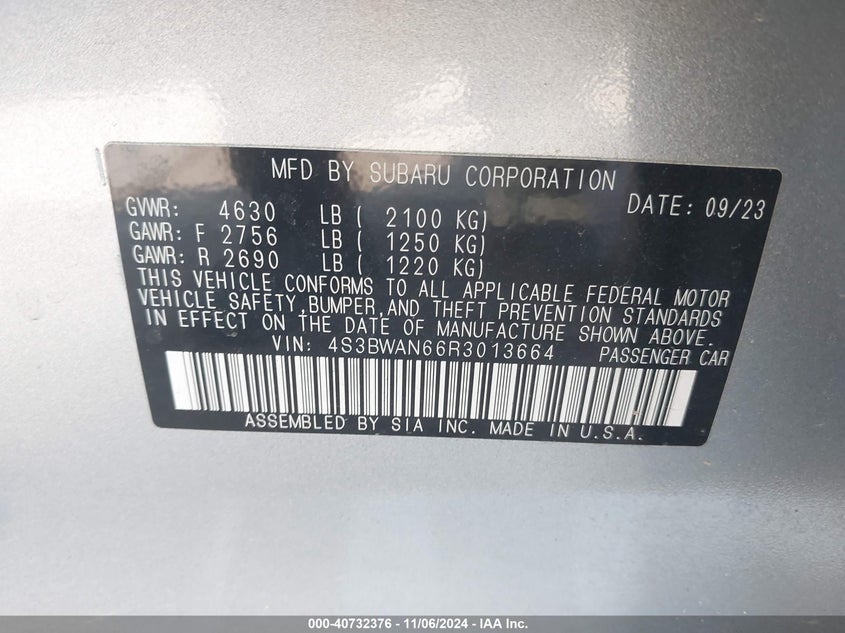 MFD BY SUBARU CORPORATION
DATE: 09/23
GVWR: 4630 LB ( 2100 KG)
GAWR: F 2756 LB ( 1250 KG)
GAWR: R 2690 LB ( 1220 KG)
THIS VEHICLE CONFORMS TO ALL APPLICABLE FEDERAL MOTOR
VEHICLE SAFETY,BUMPER,AND THEFT PREVENTION STANDARDS
IN EFFECT ON THE DATE OF MANUFACTURE SHOWN ABOVE.
VIN: 4S3BWAN66R3013664 PASSENGER CAR
ASSEMBLED BY SIA INC. MADE IN U.S.A.
000-40732376 - 11/06/2024 - IAA Inc.